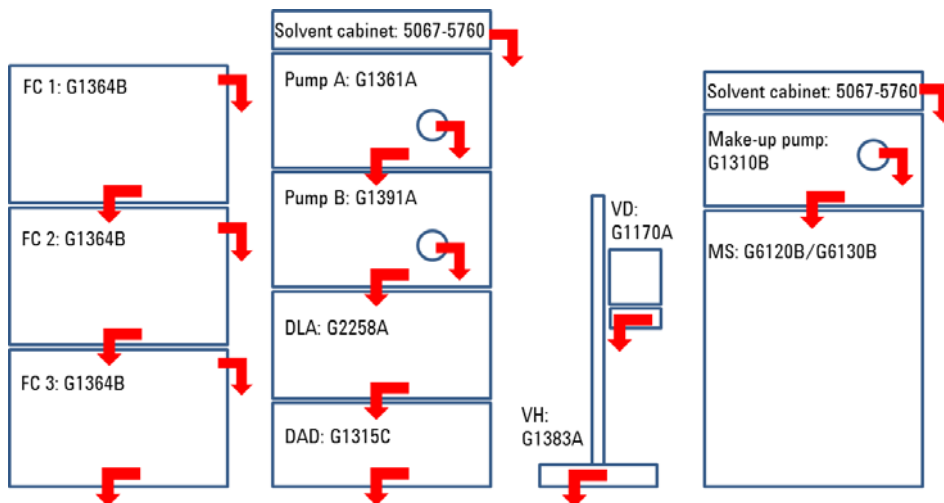 FC 1: G1364B
FC 2: G1364B
FC 3: G1364B
Solvent cabinet: 5067-5760
Pump A: G1361A
Pump B: G1391A
DLA: G2258A
DAD: G1315C
VD:
G1170A
VH:
G1383A
Solvent cabinet: 5067-5760
Make-up pump:
G1310B
MS: G6120B/G6130B